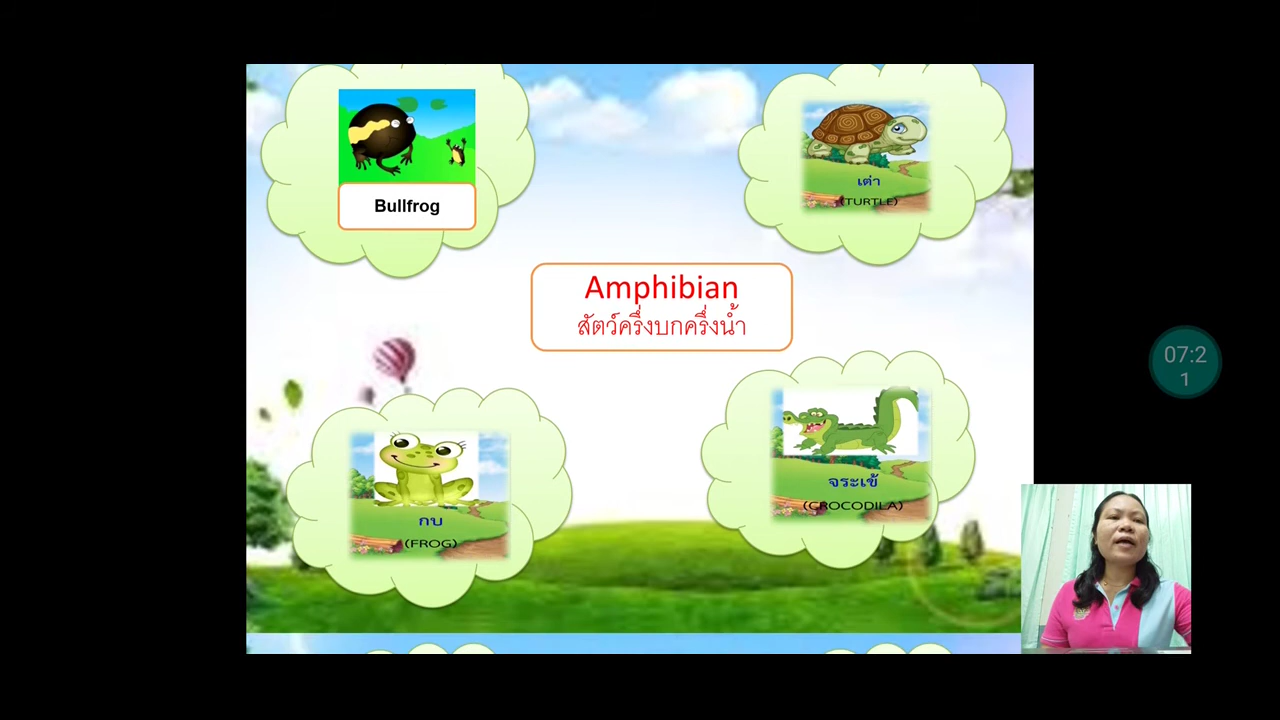 Bullfrog
เต่า
(TURTLE)
Amphibian
สัตว์ครึ่งบกครึ่งน้ำ
กบ
(FROG)
จระเข้
(CROCODILA)
07:2
1